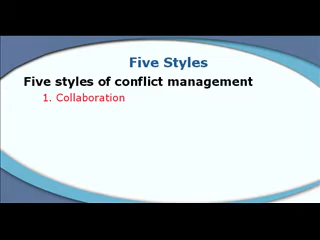 Five Styles
Five styles of conflict management
1. Collaboration